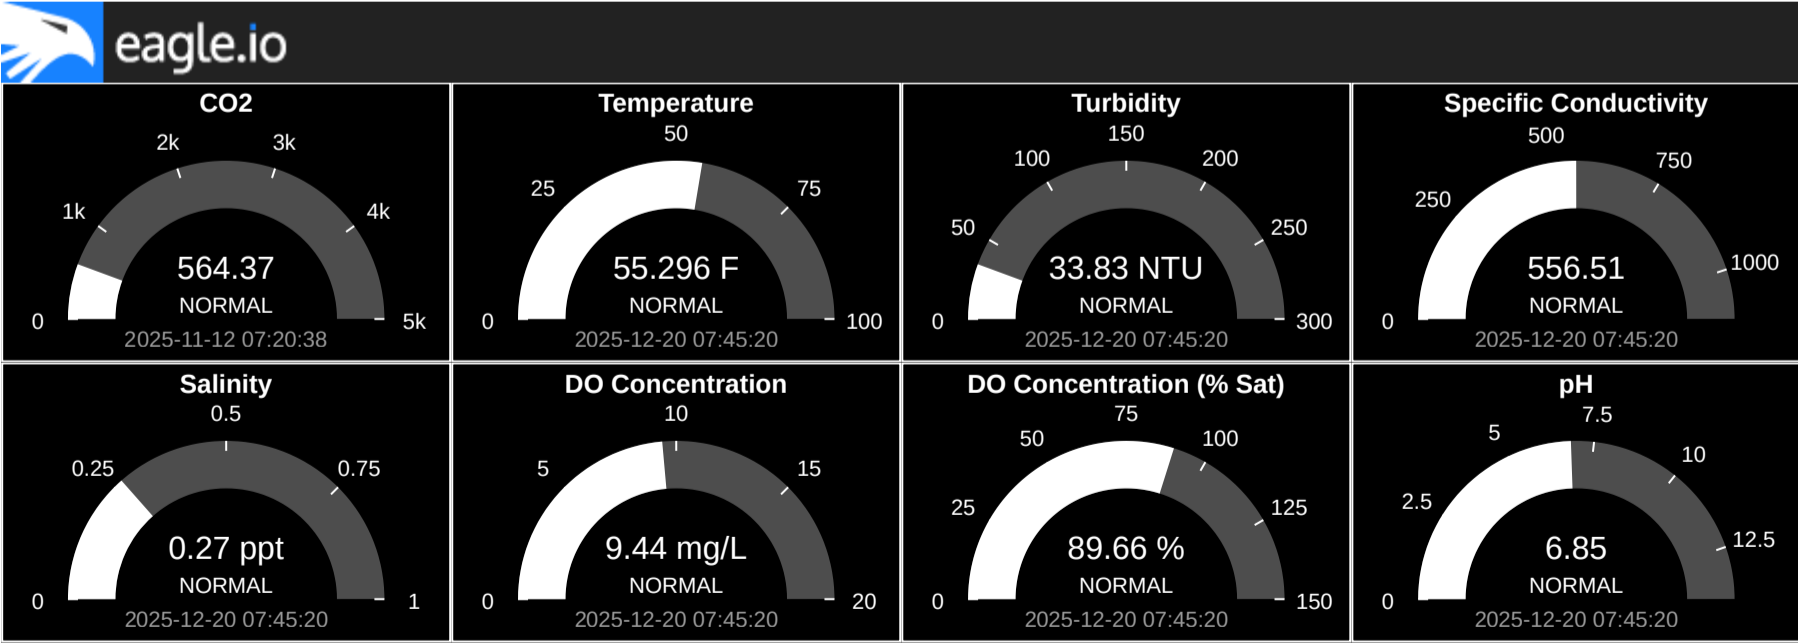 eagle.io
CO2
0
1k
2k
3k
4k
5k
564.37
NORMAL
2025-11-12 07:20:38
Temperature
0
25
50
75
100
55.296 F
NORMAL
2025-12-20 07:45:20
Turbidity
0
50
100
150
200
250
300
33.83 NTU
NORMAL
2025-12-20 07:45:20
Specific Conductivity
0
250
500
750
1000
556.51
NORMAL
2025-12-20 07:45:20
Salinity
0
0.25
0.5
0.75
1
0.27 ppt
NORMAL
2025-12-20 07:45:20
DO Concentration
0
5
10
15
20
9.44 mg/L
NORMAL
2025-12-20 07:45:20
DO Concentration (% Sat)
0
25
50
75
100
125
150
89.66 %
NORMAL
2025-12-20 07:45:20
pH
0
2.5
5
7.5
10
12.5
6.85
NORMAL
2025-12-20 07:45:20